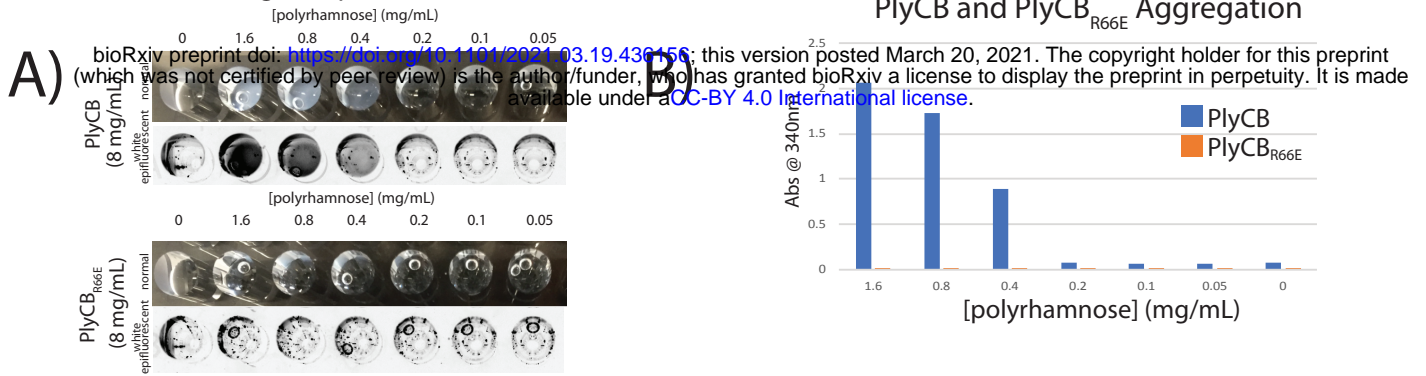 [polyrhamnose] (mg/mL)
0 1.6 0.8 0.4 0.2 0.1 0.05
A)
bioRxiv preprint doi: https://doi.org/10.1101/2021.03.19.436156; this version posted March 20, 2021. The copyright holder for this preprint
(which was not certified by peer review) is the author/funder, who has granted bioRxiv a license to display the preprint in perpetuity. It is made
available under aCC-BY 4.0 International license.
PlyCB
(8 mg/mL)
normal
white
epifluorescent
[polyrhamnose] (mg/mL)
0 1.6 0.8 0.4 0.2 0.1 0.05
PlyCBR66E
(8 mg/mL)
normal
white
epifluorescent
B)
PlyCB and PlyCBR66E Aggregation
Abs @ 340nm
2.5
2
1.5
1
0.5
0
PlyCB
PlyCBR66E
1.6 0.8 0.4 0.2 0.1 0.05 0
[polyrhamnose] (mg/mL)